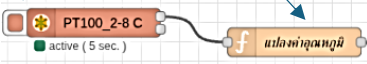 PT100_2-8 C
active ( 5 sec. )
f แปลงค่าอุณหภูมิ